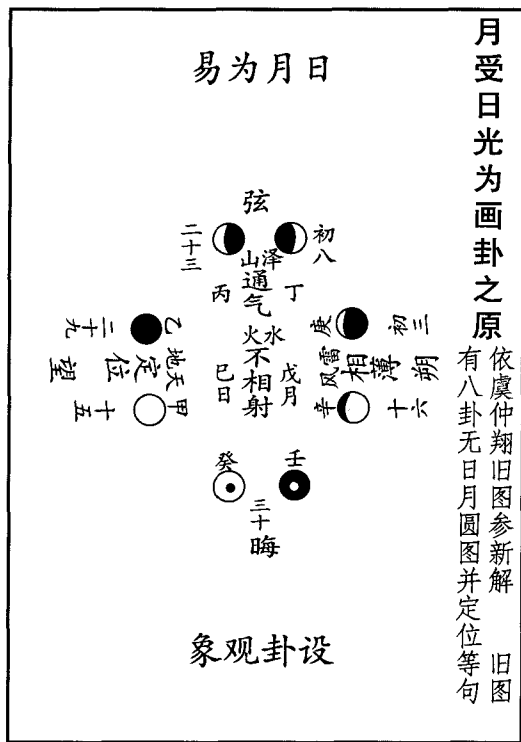 月受日光为画卦之原
依虞仲翔旧图参新解 旧图
有八卦无日月圆图并定位等句
易为月日
弦
初八
二十三
山泽
通气
丙
丁
火水
不相射
巳日
戊月
庚
初三
雷风
相薄
朔
辛
十六
乙
二十九
地天
定位
望
甲
十五
癸
壬
三十
晦
象观卦设